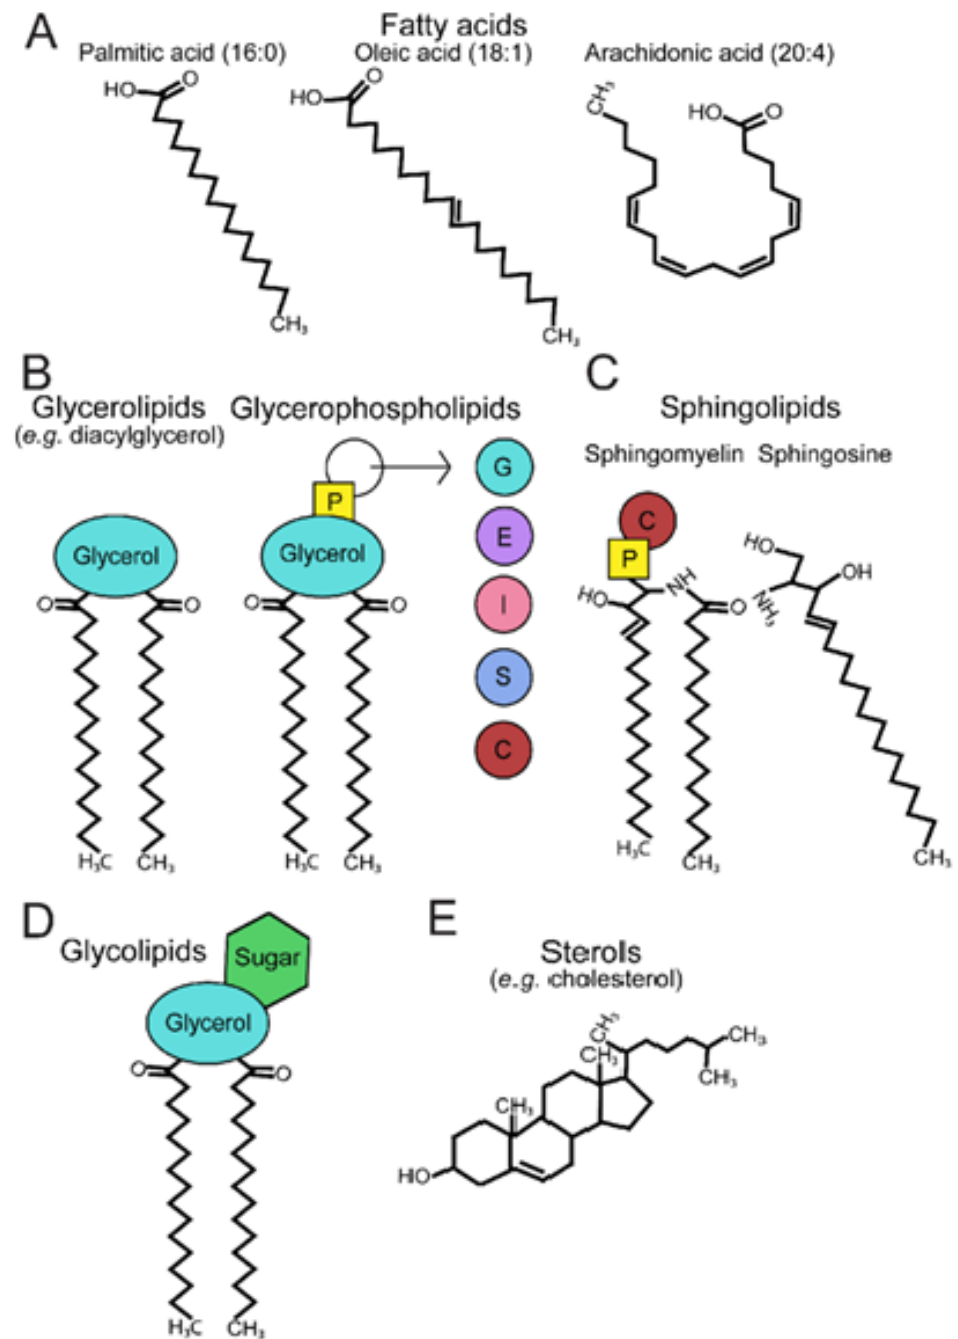 A
Fatty acids
Palmitic acid (16:0)
Oleic acid (18:1)
Arachidonic acid (20:4)
HO
O
CH₃
HO
O
CH₃
CH₃
HO
O
B
Glycerolipids
(e.g. diacylglycerol)
Glycerol
O
O
H₃C
CH₃
Glycerophospholipids
P
Glycerol
O
O
H₃C
CH₃
G
E
I
S
C
C
Sphingolipids
Sphingomyelin
Sphingosine
C
P
HO
NH
O
H₃C
CH₃
HO
OH
NH₃
CH₃
D
Glycolipids
Sugar
Glycerol
O
O
H₃C
CH₃
E
Sterolls
(e.g. cholesterol)
CH₃
CH₃
CH₃
CH₃
CH₃
HO